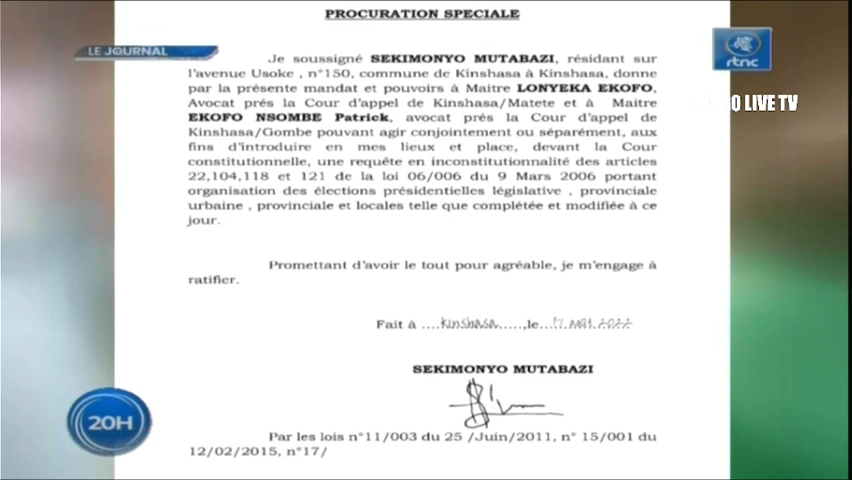 PROCURATION SPECIALE
LE JOURNAL
rtnc
Je soussigné SEKIMONYO MUTABAZI, résidant sur
l'avenue Usoke , n°150, commune de Kinshasa à Kinshasa, donne
par la présente mandat et pouvoirs à Maitre LONYEKA EKOFO,
Avocat prés la Cour d'appel de Kinshasa/Matete et à Maitre
EKOFO NSOMBE Patrick, avocat prés la Cour d'appel de
Kinshasa/Gombe pouvant agir conjointement ou séparément, aux
fins d'introduire en mes lieux et place, devant la Cour
constitutionnelle, une requête en inconstitutionnalité des articles
22,104,118 et 121 de la loi 06/006 du 9 Mars 2006 portant
organisation des élections présidentielles législative , provinciale
urbaine , provinciale et locales telle que complétée et modifiée à ce
jour.
Q LIVE TV
Promettant d'avoir le tout pour agréable, je m'engage à
ratifier.
Fait à ....Kinshasa.....,le...17 2022
SEKIMONYO MUTABAZI
20H
Par les lois n°11/003 du 25 /Juin/2011, n° 15/001 du
12/02/2015, n°17/